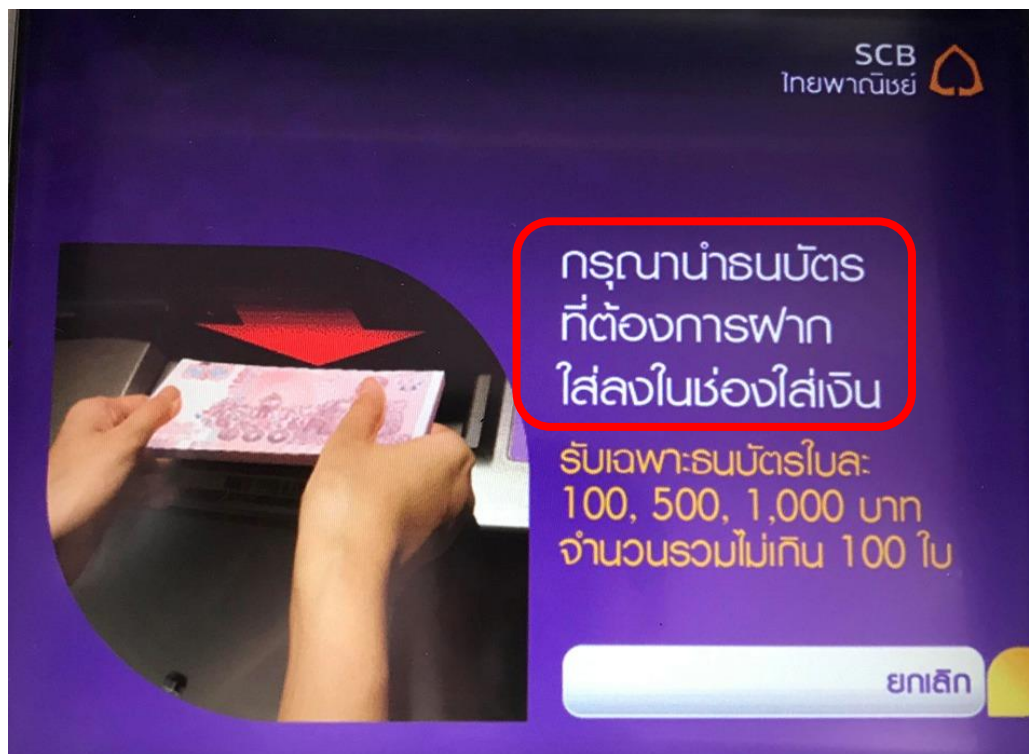 SCB
ไทยพาณิชย์
กรุณานำธนบัตร
ที่ต้องการฝาก
ใส่ลงในช่องใส่เงิน
รับเฉพาะธนบัตรใบละ
100, 500, 1,000 บาท
จำนวนรวมไม่เกิน 100 ใบ
ยกเลิก